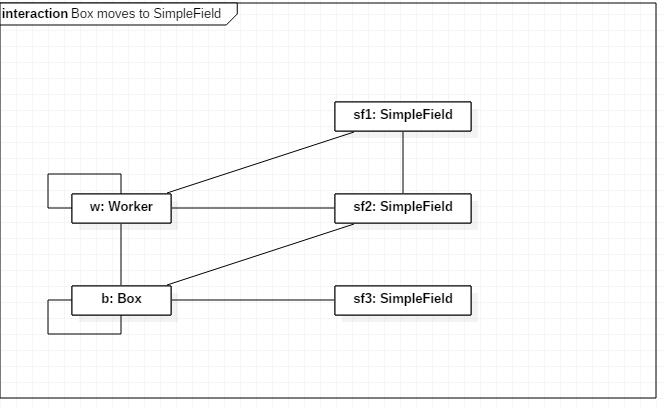 interaction Box moves to SimpleField
sf1: SimpleField
w: Worker
sf2: SimpleField
b: Box
sf3: SimpleField